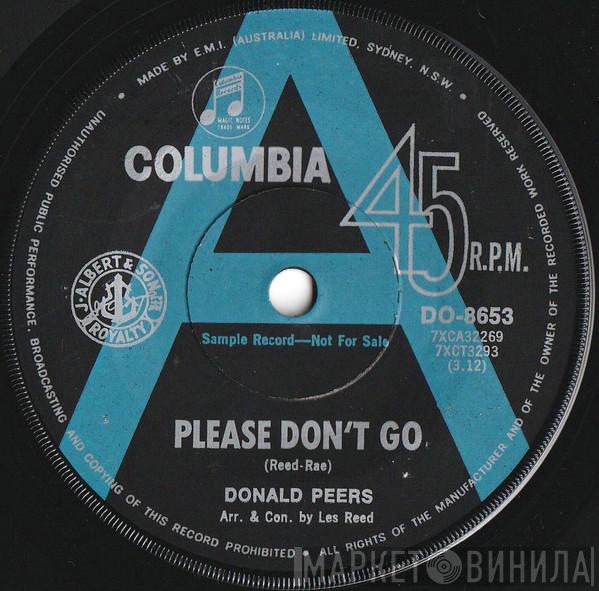 MADE BY E.M.I. (AUSTRALIA) LIMITED, SYDNEY, N.S.W. •
Columbia
Records
MAGIC NOTES
TRADE MARK
COLUMBIA
45
R.P.M.
J. ALBERT & SON
ROYALTY
DO-8653
7XCA32269
7XCT3293
(3.12)
Sample Record—Not For Sale
PLEASE DON'T GO
(Reed-Rae)
DONALD PEERS
Arr. & Con. by Les Reed
UNAUTHORISED PUBLIC PERFORMANCE, BROADCASTING AND COPYING OF THIS RECORD PROHIBITED • ALL RIGHTS OF THE MANUFACTURER AND OF THE OWNER OF THE RECORDED WORK RESERVED •
A
МАРКЕТ ВИНИЛА